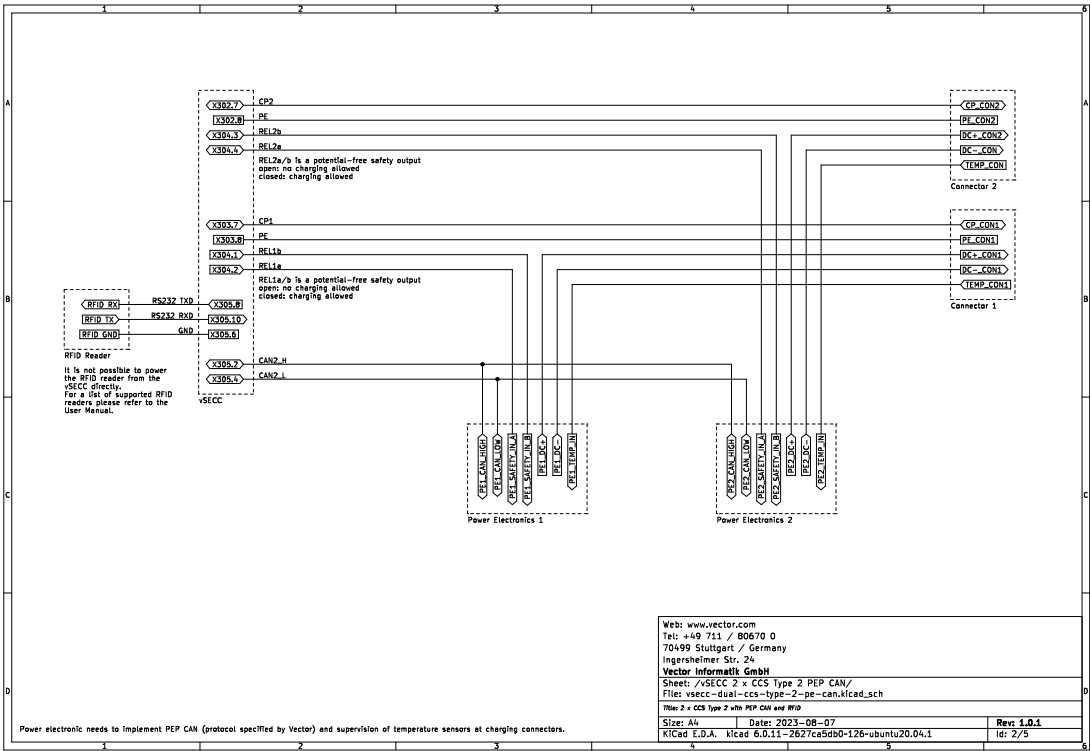 1 2 3 4 5 6
A A
B B
C C
D D
X302.7 CP2 CP_CON2
X302.8 PE PE_CON2
X304.3 REL2b DC+_CON2
X304.4 REL2a DC-_CON
TEMP_CON
REL2a/b is a potential-free safety output
open: no charging allowed
closed: charging allowed
Connector 2
X303.7 CP1 CP_CON1
X303.8 PE PE_CON1
X304.1 REL1b DC+_CON1
X304.2 REL1a DC-_CON1
TEMP_CON1
REL1a/b is a potential-free safety output
open: no charging allowed
closed: charging allowed
Connector 1
RFID RX RS232 TXD X305.8
RFID TX RS232 RXD X305.10
RFID GND GND X305.6
RFID Reader
It is not possible to power
the RFID reader from the
vSECC directly.
For a list of supported RFID
readers please refer to the
User Manual.
X305.2 CAN2_H
X305.4 CAN2_L
vSECC
PE1_CAN_HIGH
PE1_CAN_LOW
PE1_SAFETY_IN_A
PE1_SAFETY_IN_B
PE1_DC+
PE1_DC-
PE1_TEMP_IN
Power Electronics 1
PE2_CAN_HIGH
PE2_CAN_LOW
PE2_SAFETY_IN_A
PE2_SAFETY_IN_B
PE2_DC+
PE2_DC-
PE2_TEMP_IN
Power Electronics 2
Power electronic needs to implement PEP CAN (protocol specified by Vector) and supervision of temperature sensors at charging connectors.
Web: www.vector.com
Tel: +49 711 / 80670 0
70499 Stuttgart / Germany
Ingersheimer Str. 24
Vector Informatik GmbH
Sheet: /vSECC 2 x CCS Type 2 PEP CAN/
File: vsecc-dual-ccs-type-2-pe-can.kicad_sch
Title: 2 x CCS Type 2 with PEP CAN and RFID
Size: A4 Date: 2023-08-07 Rev: 1.0.1
KiCad E.D.A. kicad 6.0.11-2627ca5db0-126-ubuntu20.04.1 Id: 2/5
1 2 3 4 5 6